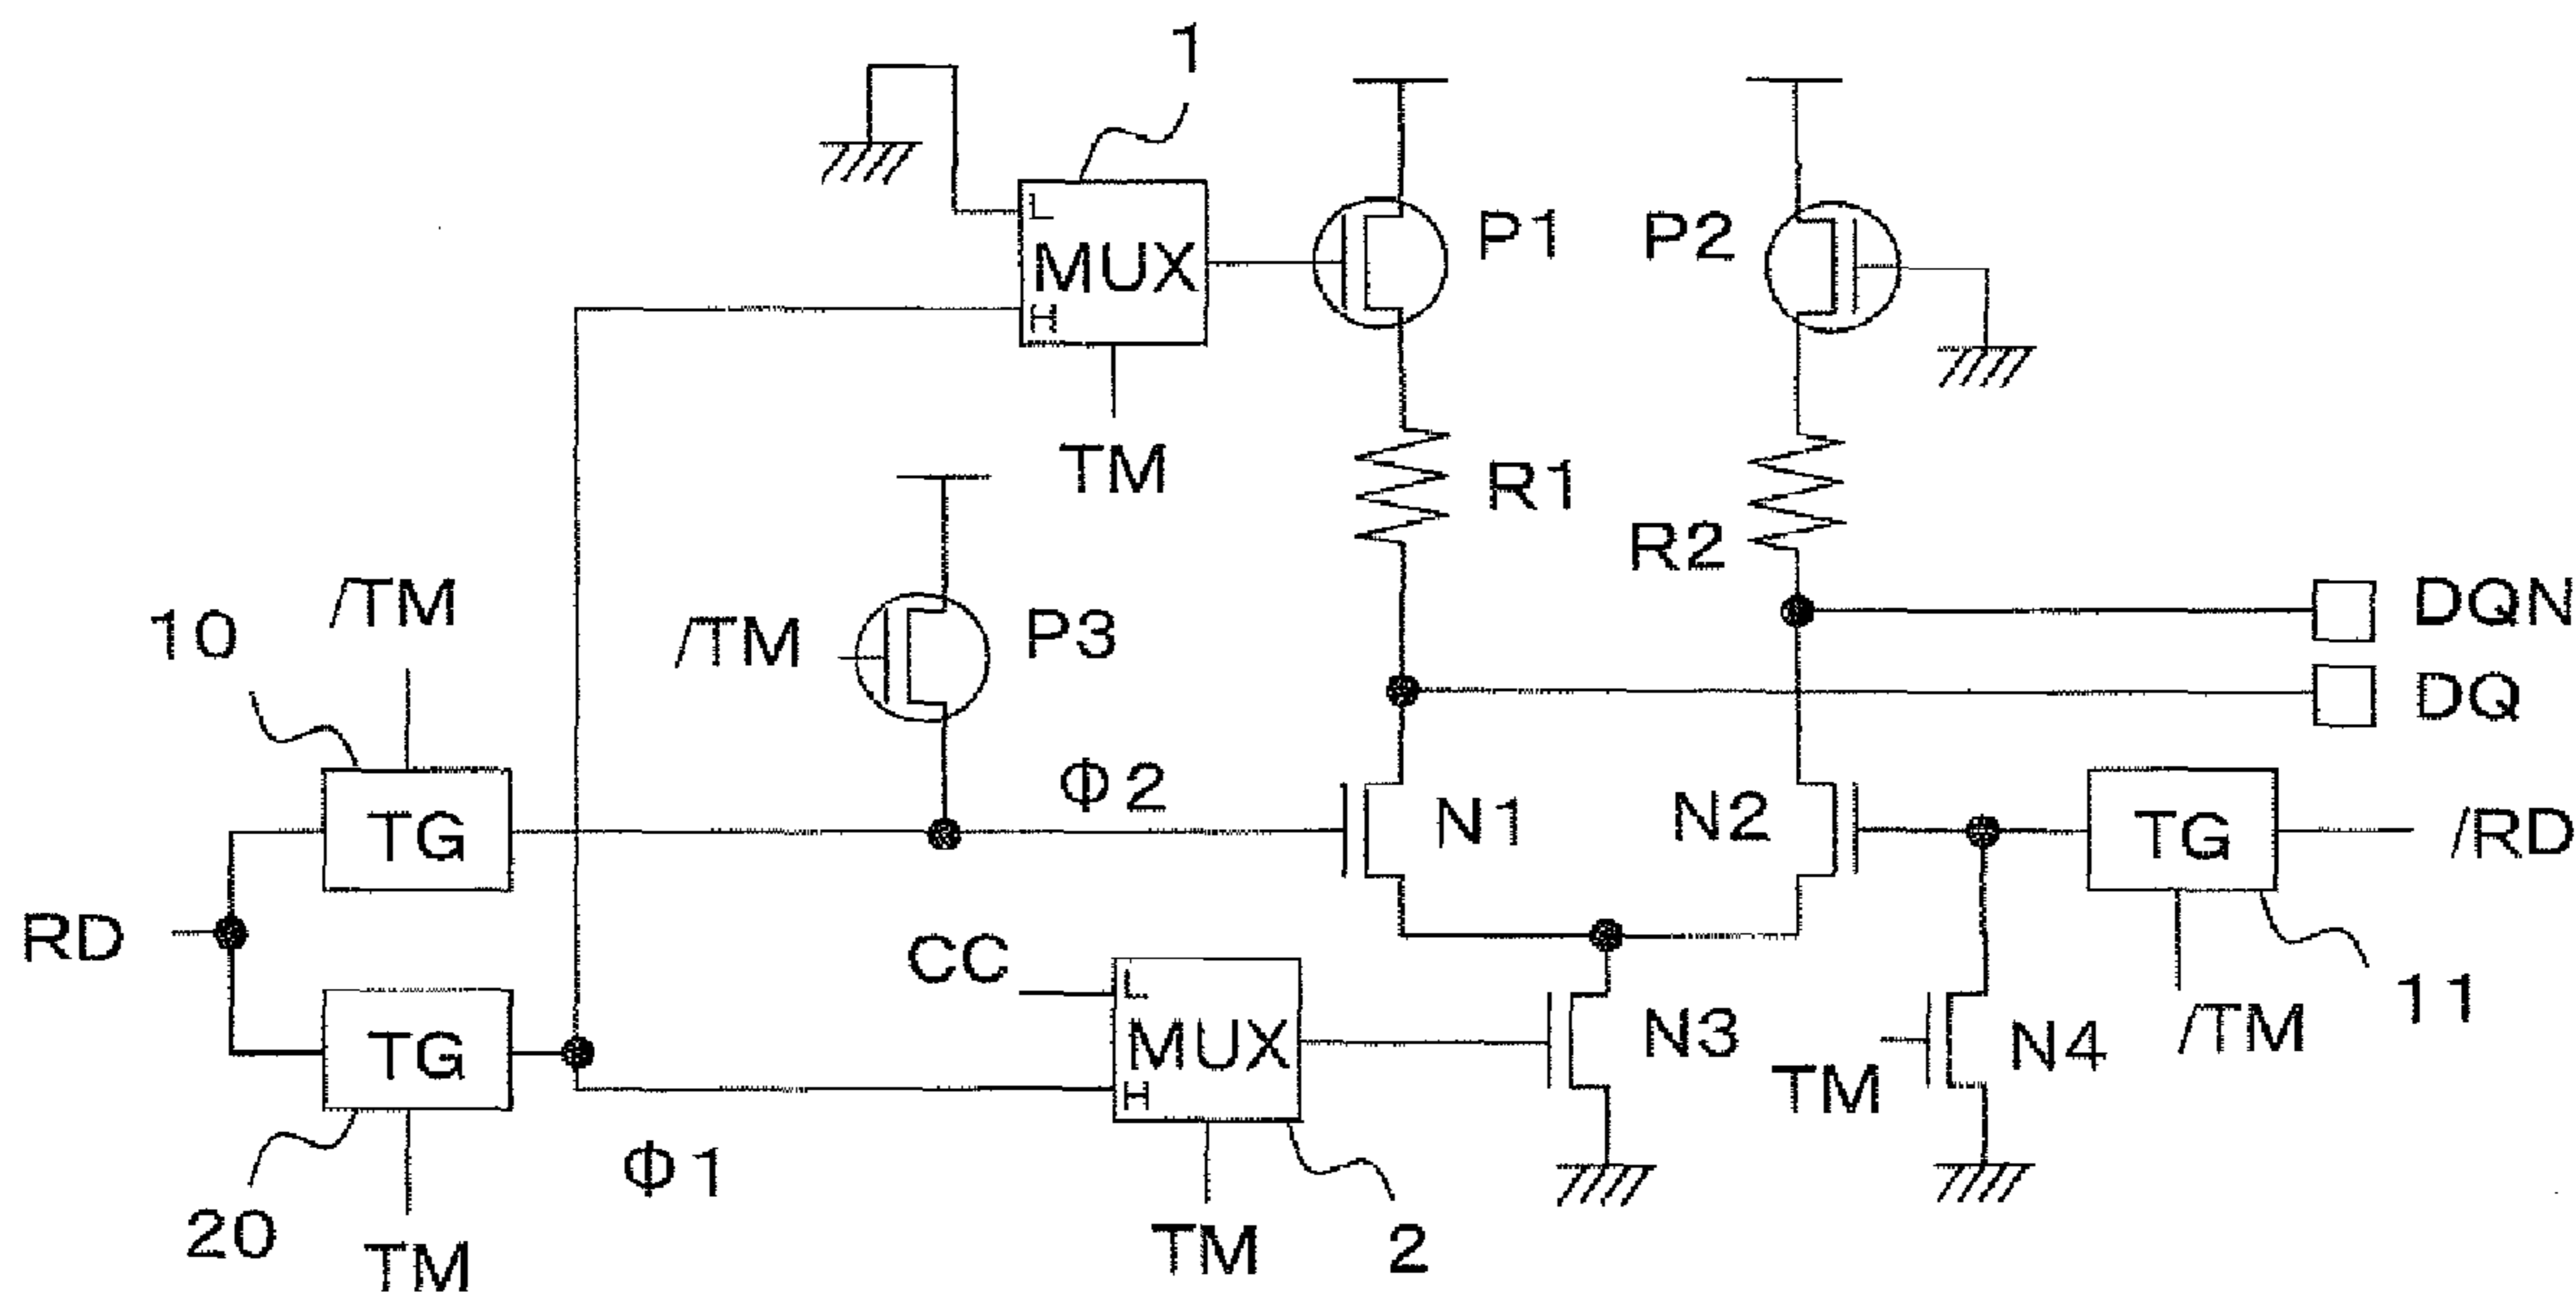 1
L
MUX
H
TM
P1
P2
R1
R2
/TM
10
/TM
P3
DQN
DQ
Φ2
TG
N1
N2
TG
/RD
RD
CC
L
MUX
H
TG
N3
N4
TM
/TM
11
Φ1
20
TM
TM
2